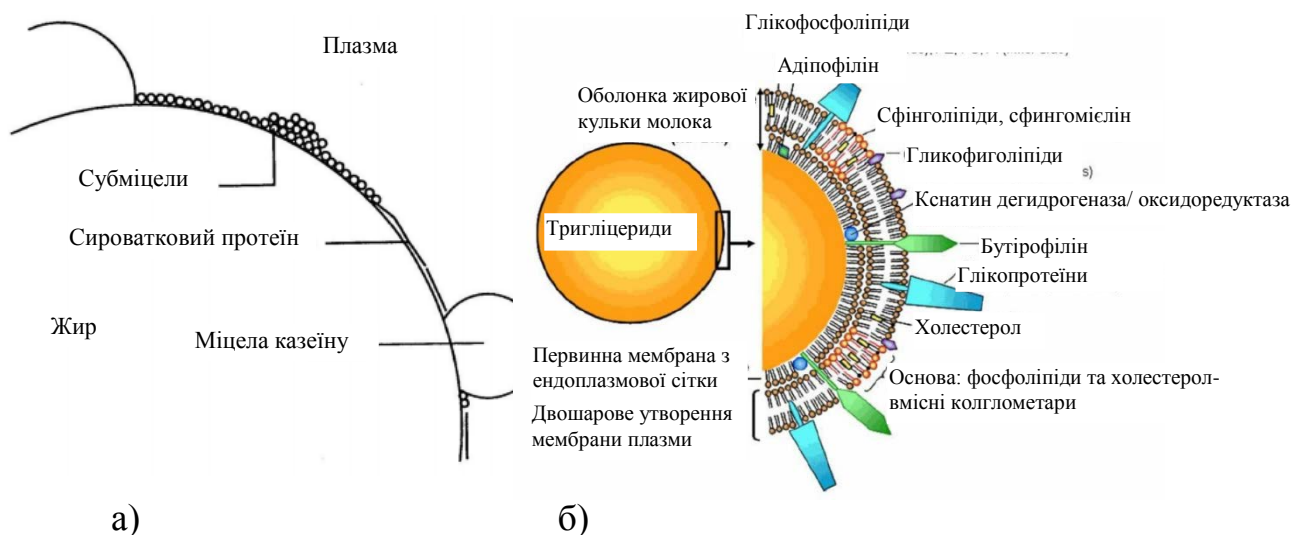 Плазма
Субміцели
Сироватковий протеїн
Жир
Міцела казеїну
а)
Глікофосфоліпіди
Адіпофілін
Оболонка жирової
кульки молока
Сфінголіпіди, сфингомієлін
Гликофиголіпіди
s)
Кснатин дегидрогеназа/ оксидоредуктаза
Тригліцериди
Бутірофілін
Глікопротеїни
Холестерол
Первинна мембрана з
ендоплазмової сітки
Основа: фосфоліпіди та холестерол-
вмісні колглометари
Двошарове утворення
мембрани плазми
б)